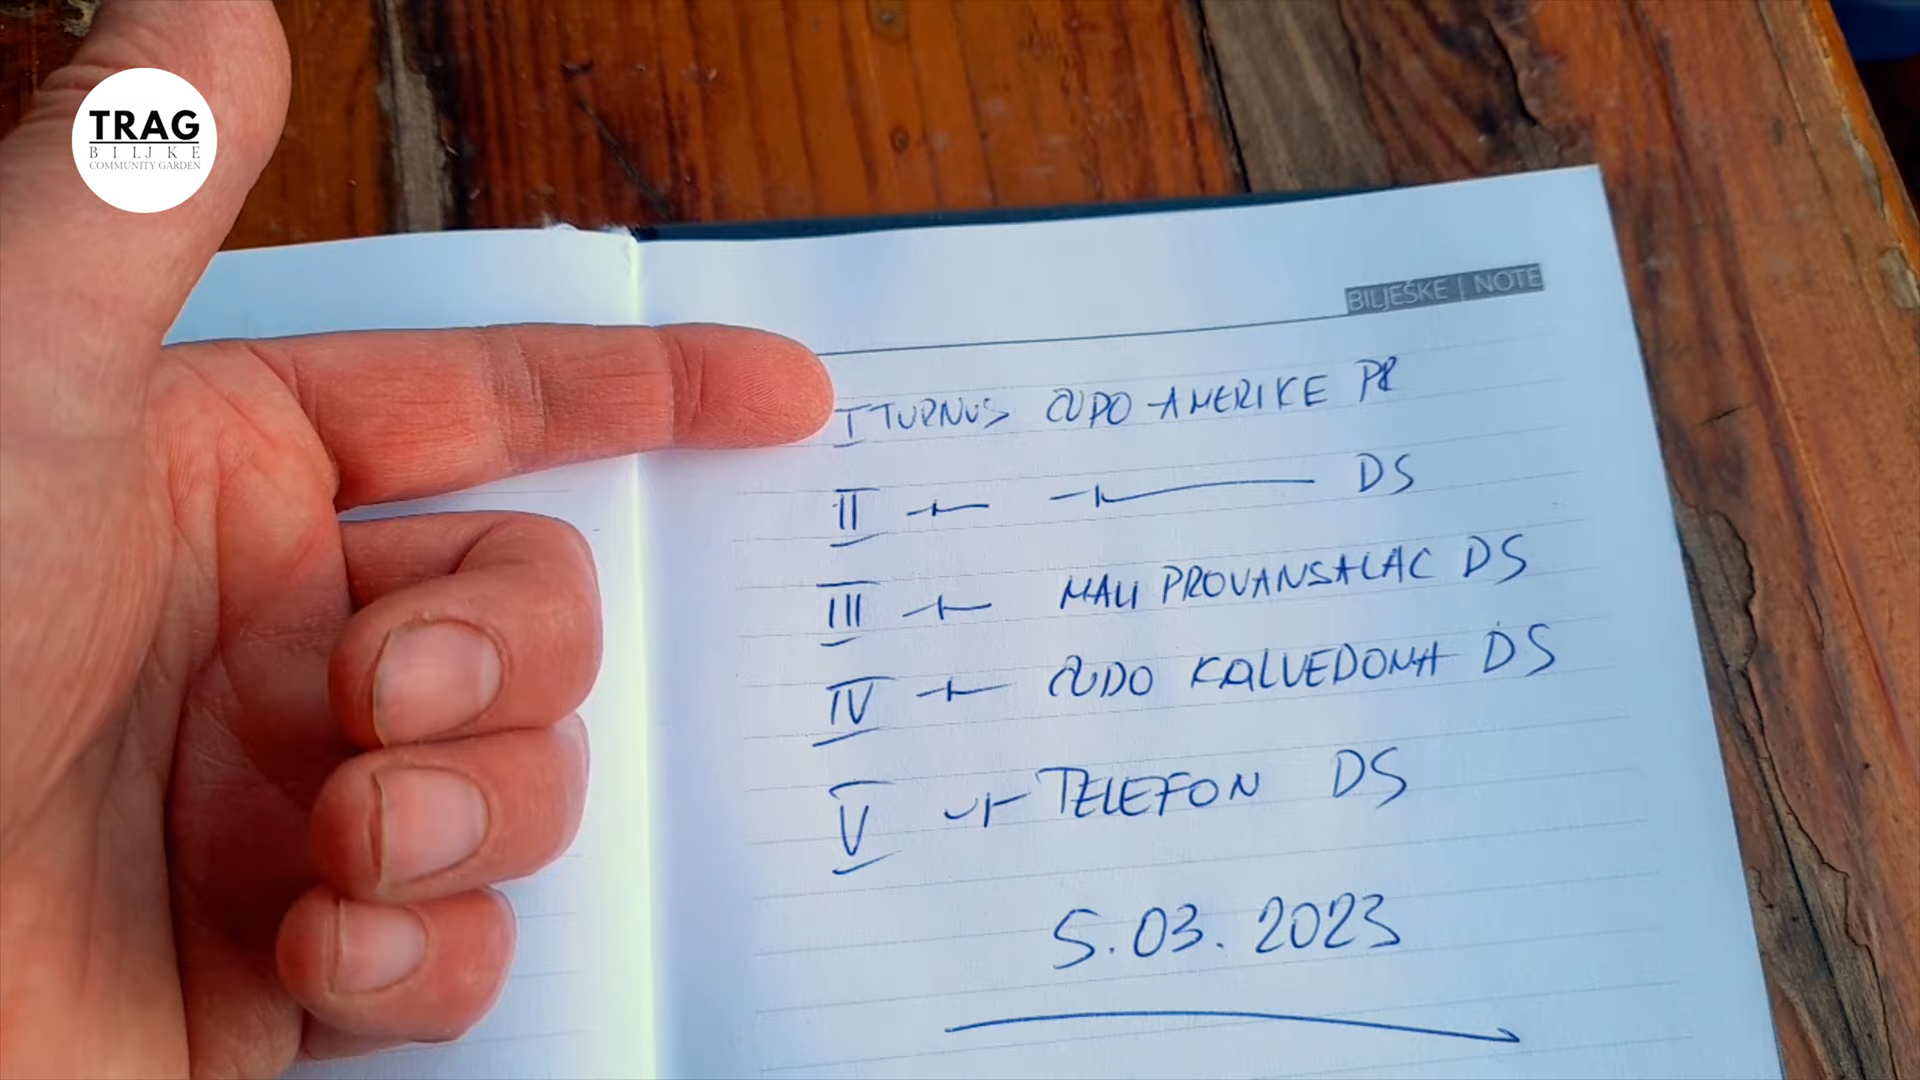 TRAG
BILJKE
COMMUNITY GARDEN
BILJEŠKE | NOTE
I TURNUS ČUDO AMERIKE PR
II -||- -||- DS
III -||- MALI PROVANSALAC DS
IV -||- ČUDO KALVEDONA DS
V -||- TELEFON DS
5.03.2023